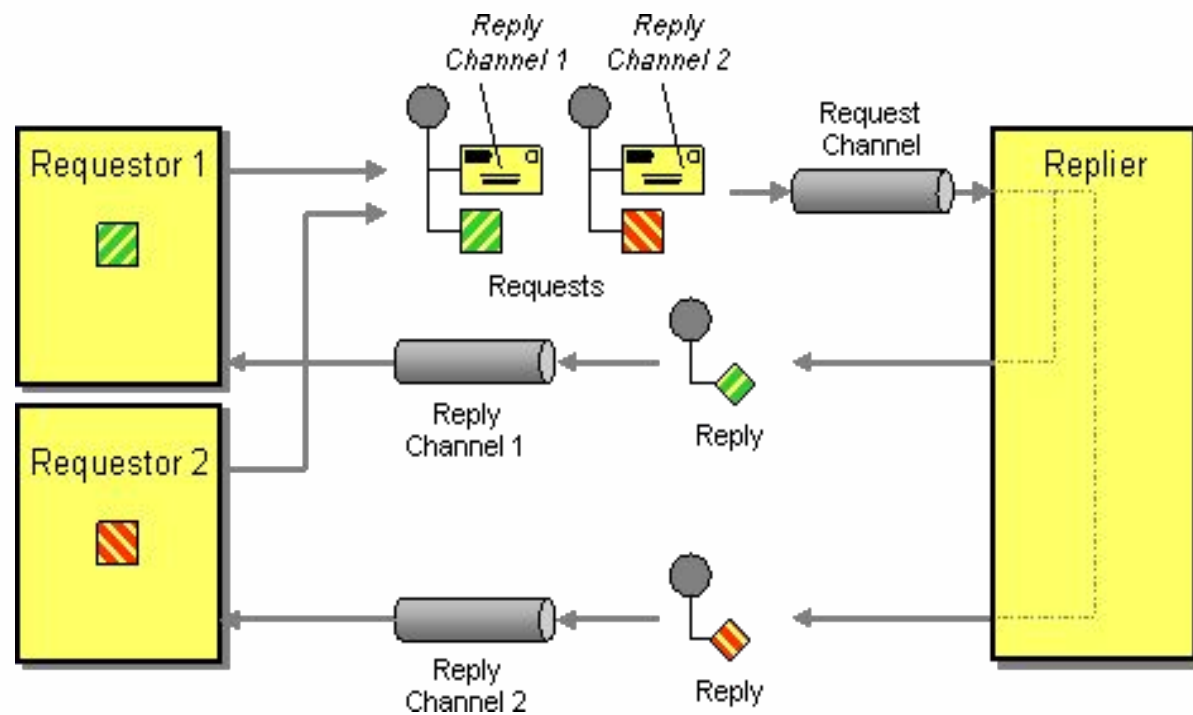 Reply
Channel 1
Reply
Channel 2
Request
Channel
Requestor 1
Replier
Requests
Reply
Channel 1
Reply
Requestor 2
Reply
Channel 2
Reply